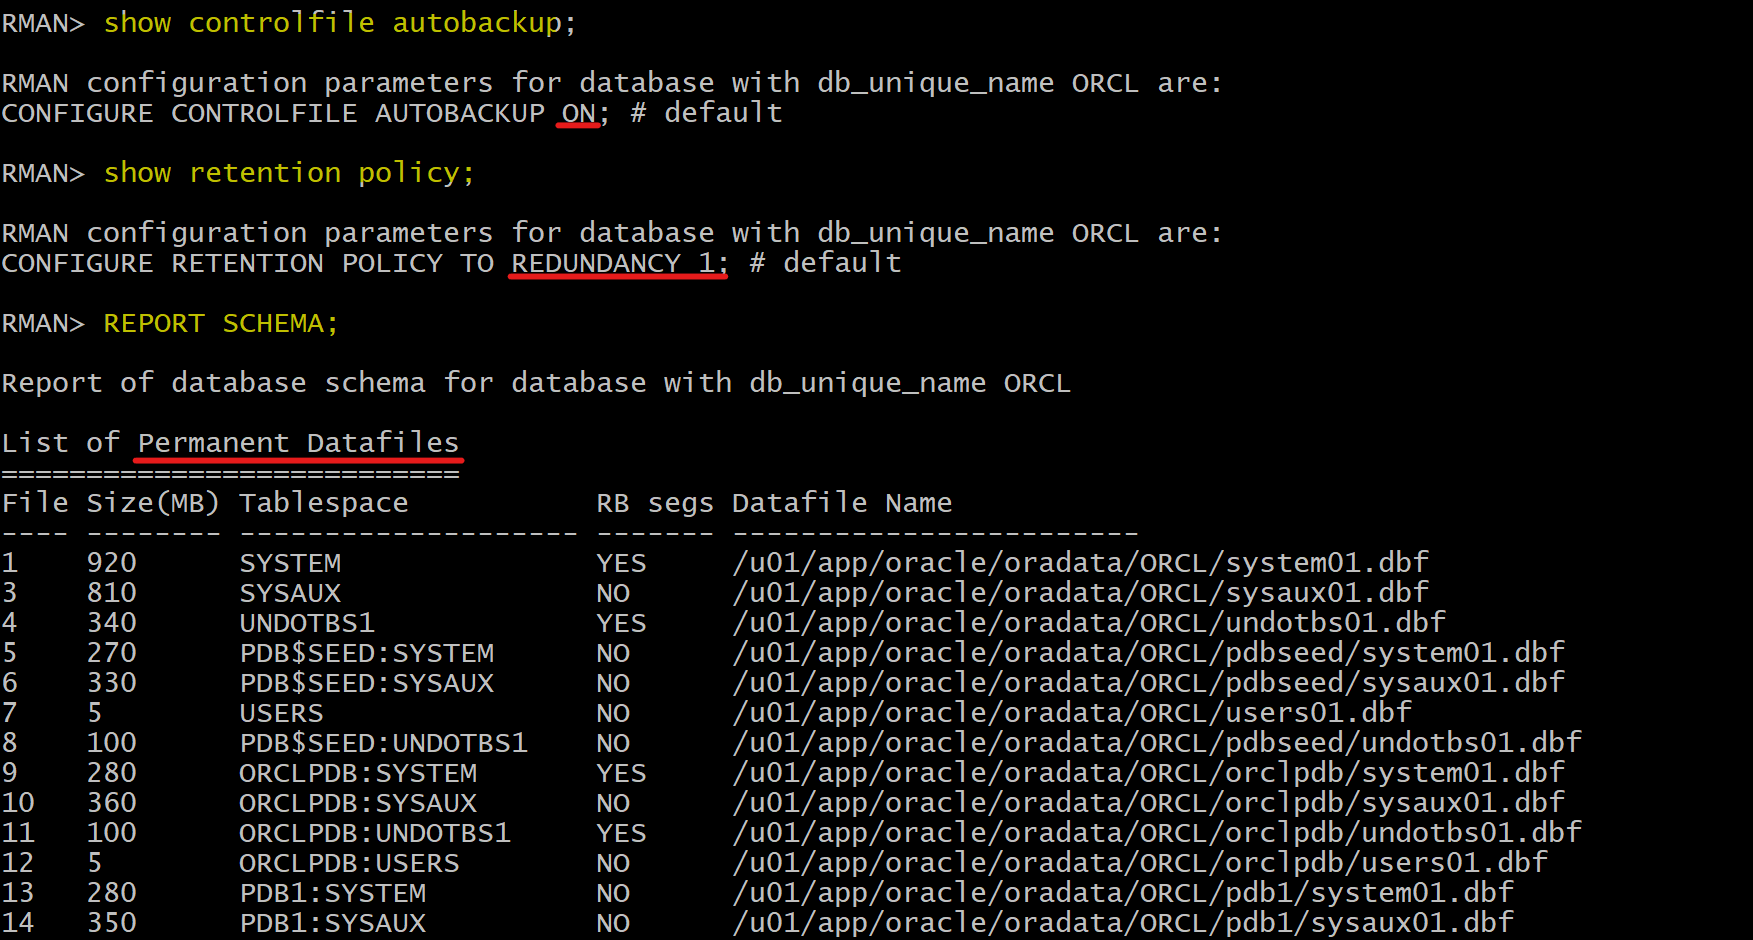 RMAN> show controlfile autobackup;
RMAN configuration parameters for database with db_unique_name ORCL are:
CONFIGURE CONTROLFILE AUTOBACKUP ON; # default
RMAN> show retention policy;
RMAN configuration parameters for database with db_unique_name ORCL are:
CONFIGURE RETENTION POLICY TO REDUNDANCY 1; # default
RMAN> REPORT SCHEMA;
Report of database schema for database with db_unique_name ORCL
List of Permanent Datafiles
===========================
File Size(MB) Tablespace           RB segs Datafile Name
---- -------- -------------------- ------- ------------------------
1    920      SYSTEM               YES     /u01/app/oracle/oradata/ORCL/system01.dbf
3    810      SYSAUX               NO      /u01/app/oracle/oradata/ORCL/sysaux01.dbf
4    340      UNDOTBS1             YES     /u01/app/oracle/oradata/ORCL/undotbs01.dbf
5    270      PDB$SEED:SYSTEM      NO      /u01/app/oracle/oradata/ORCL/pdbseed/system01.dbf
6    330      PDB$SEED:SYSAUX      NO      /u01/app/oracle/oradata/ORCL/pdbseed/sysaux01.dbf
7    5        USERS                NO      /u01/app/oracle/oradata/ORCL/users01.dbf
8    100      PDB$SEED:UNDOTBS1    NO      /u01/app/oracle/oradata/ORCL/pdbseed/undotbs01.dbf
9    280      ORCLPDB:SYSTEM       YES     /u01/app/oracle/oradata/ORCL/orclpdb/system01.dbf
10   360      ORCLPDB:SYSAUX       NO      /u01/app/oracle/oradata/ORCL/orclpdb/sysaux01.dbf
11   100      ORCLPDB:UNDOTBS1     YES     /u01/app/oracle/oradata/ORCL/orclpdb/undotbs01.dbf
12   5        ORCLPDB:USERS        NO      /u01/app/oracle/oradata/ORCL/orclpdb/users01.dbf
13   280      PDB1:SYSTEM          NO      /u01/app/oracle/oradata/ORCL/pdb1/system01.dbf
14   350      PDB1:SYSAUX          NO      /u01/app/oracle/oradata/ORCL/pdb1/sysaux01.dbf